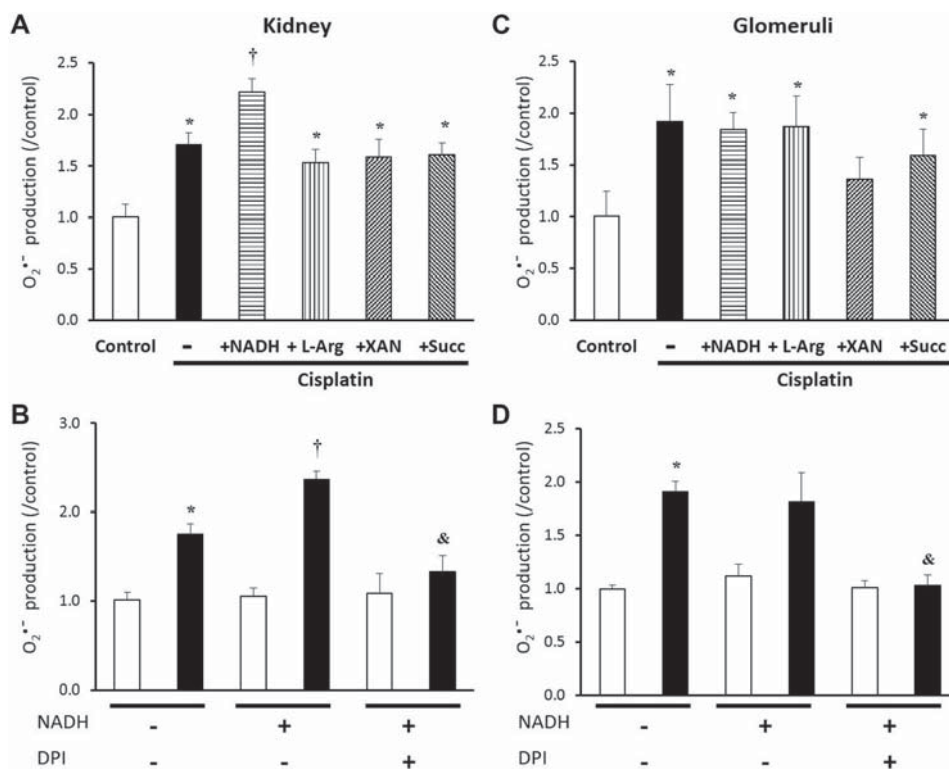 A
Kidney
O₂•⁻ production (/control)
2.5
2.0
1.5
1.0
0.5
0.0
*
†
*
*
*
Control
-
+NADH
+ L-Arg
+XAN
+Succ
Cisplatin
C
Glomeruli
O₂•⁻ production (/control)
2.5
2.0
1.5
1.0
0.5
0.0
*
*
*
*
Control
-
+NADH
+ L-Arg
+XAN
+Succ
Cisplatin
B
O₂•⁻ production (/control)
3.0
2.0
1.0
0.0
*
†
&
NADH - + +
DPI - - +
D
O₂•⁻ production (/control)
2.5
2.0
1.5
1.0
0.5
0.0
*
&
NADH - + +
DPI - - +